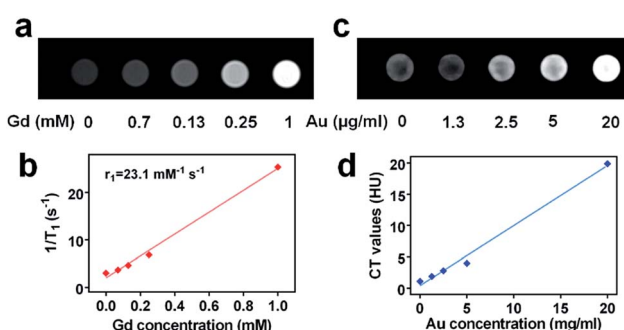 a
Gd (mM) 0 0.7 0.13 0.25 1
c
Au (μg/ml) 0 1.3 2.5 5 20
b
r₁=23.1 mM⁻¹ s⁻¹
1/T₁ (s⁻¹)
20
10
0
0.0 0.2 0.4 0.6 0.8 1.0
Gd concentration (mM)
d
CT values (HU)
20
15
10
5
0
0 5 10 15 20
Au concentration (mg/ml)